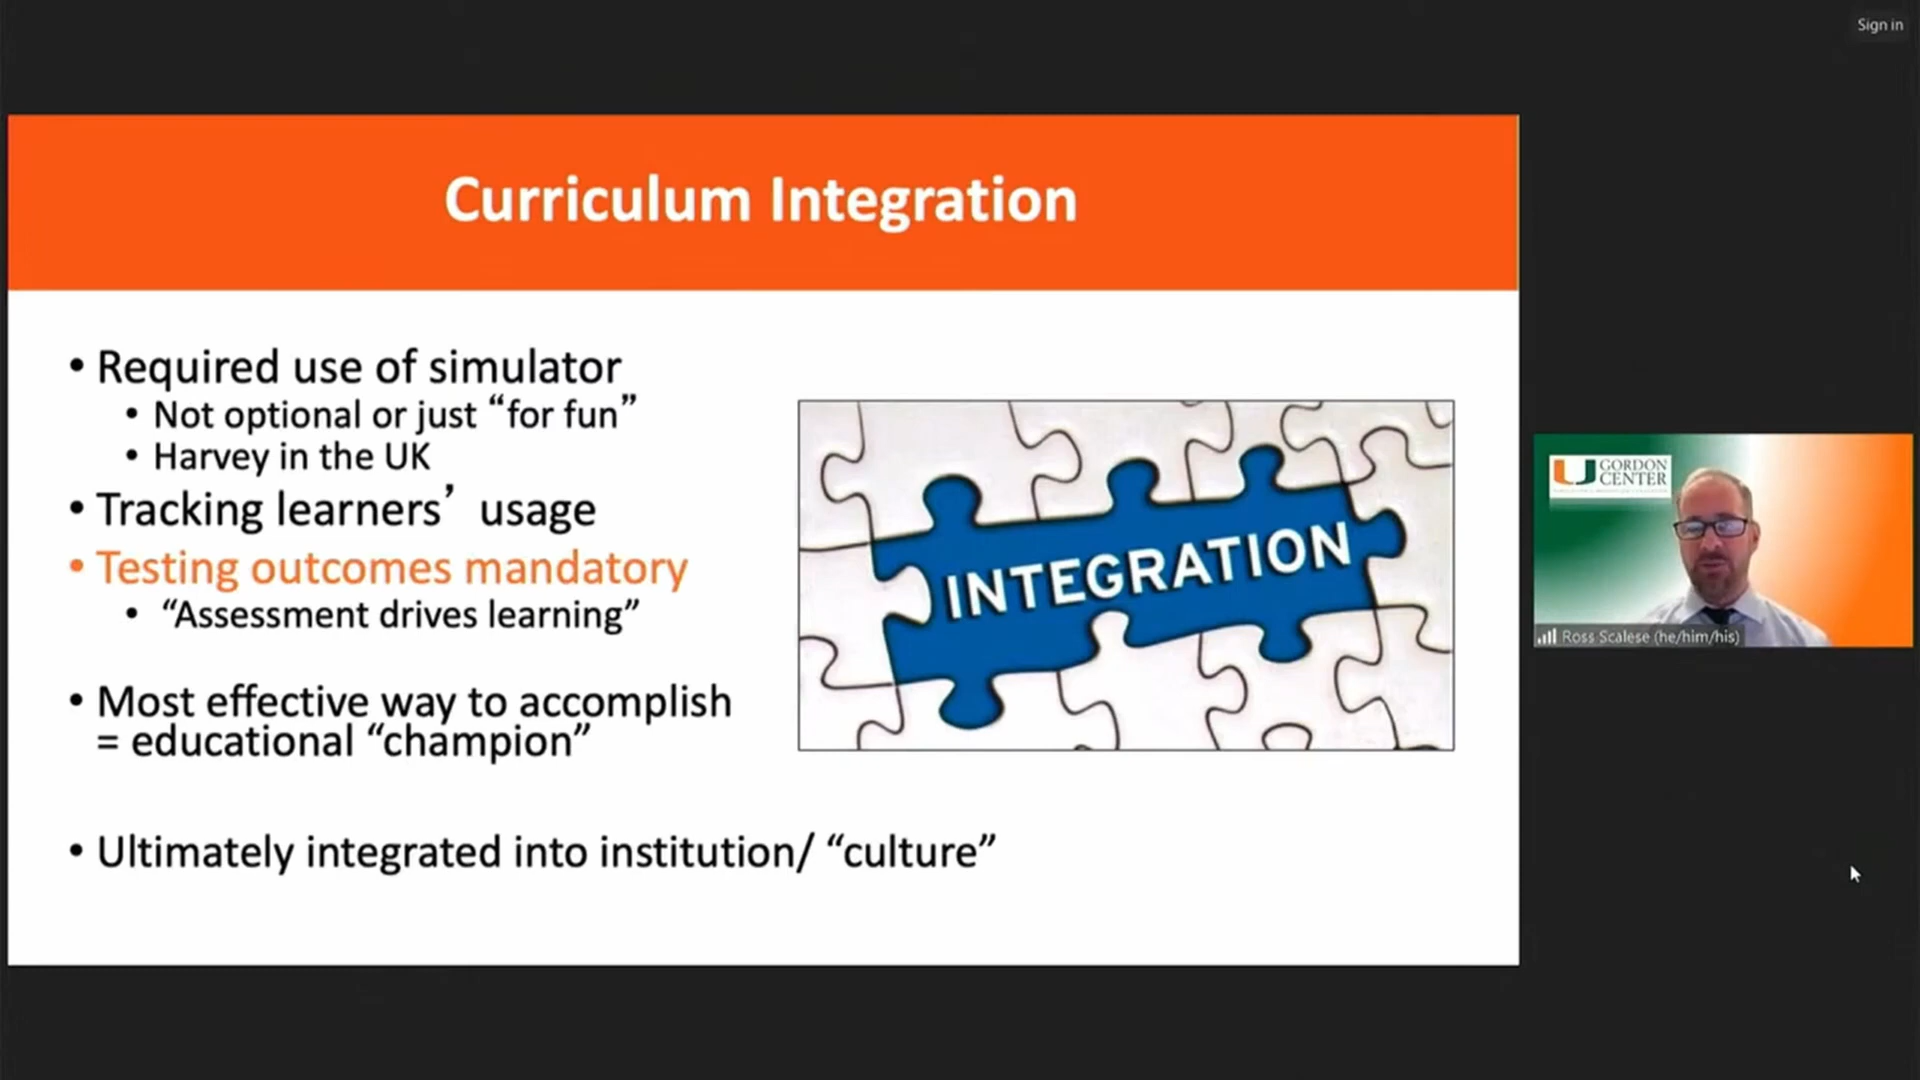 Sign in
Curriculum Integration
• Required use of simulator
• Not optional or just “for fun”
• Harvey in the UK
• Tracking learners’ usage
• Testing outcomes mandatory
• “Assessment drives learning”
• Most effective way to accomplish
= educational “champion”
• Ultimately integrated into institution/ “culture”
INTEGRATION
GORDON
CENTER
Ross Scalese (he/him/his)